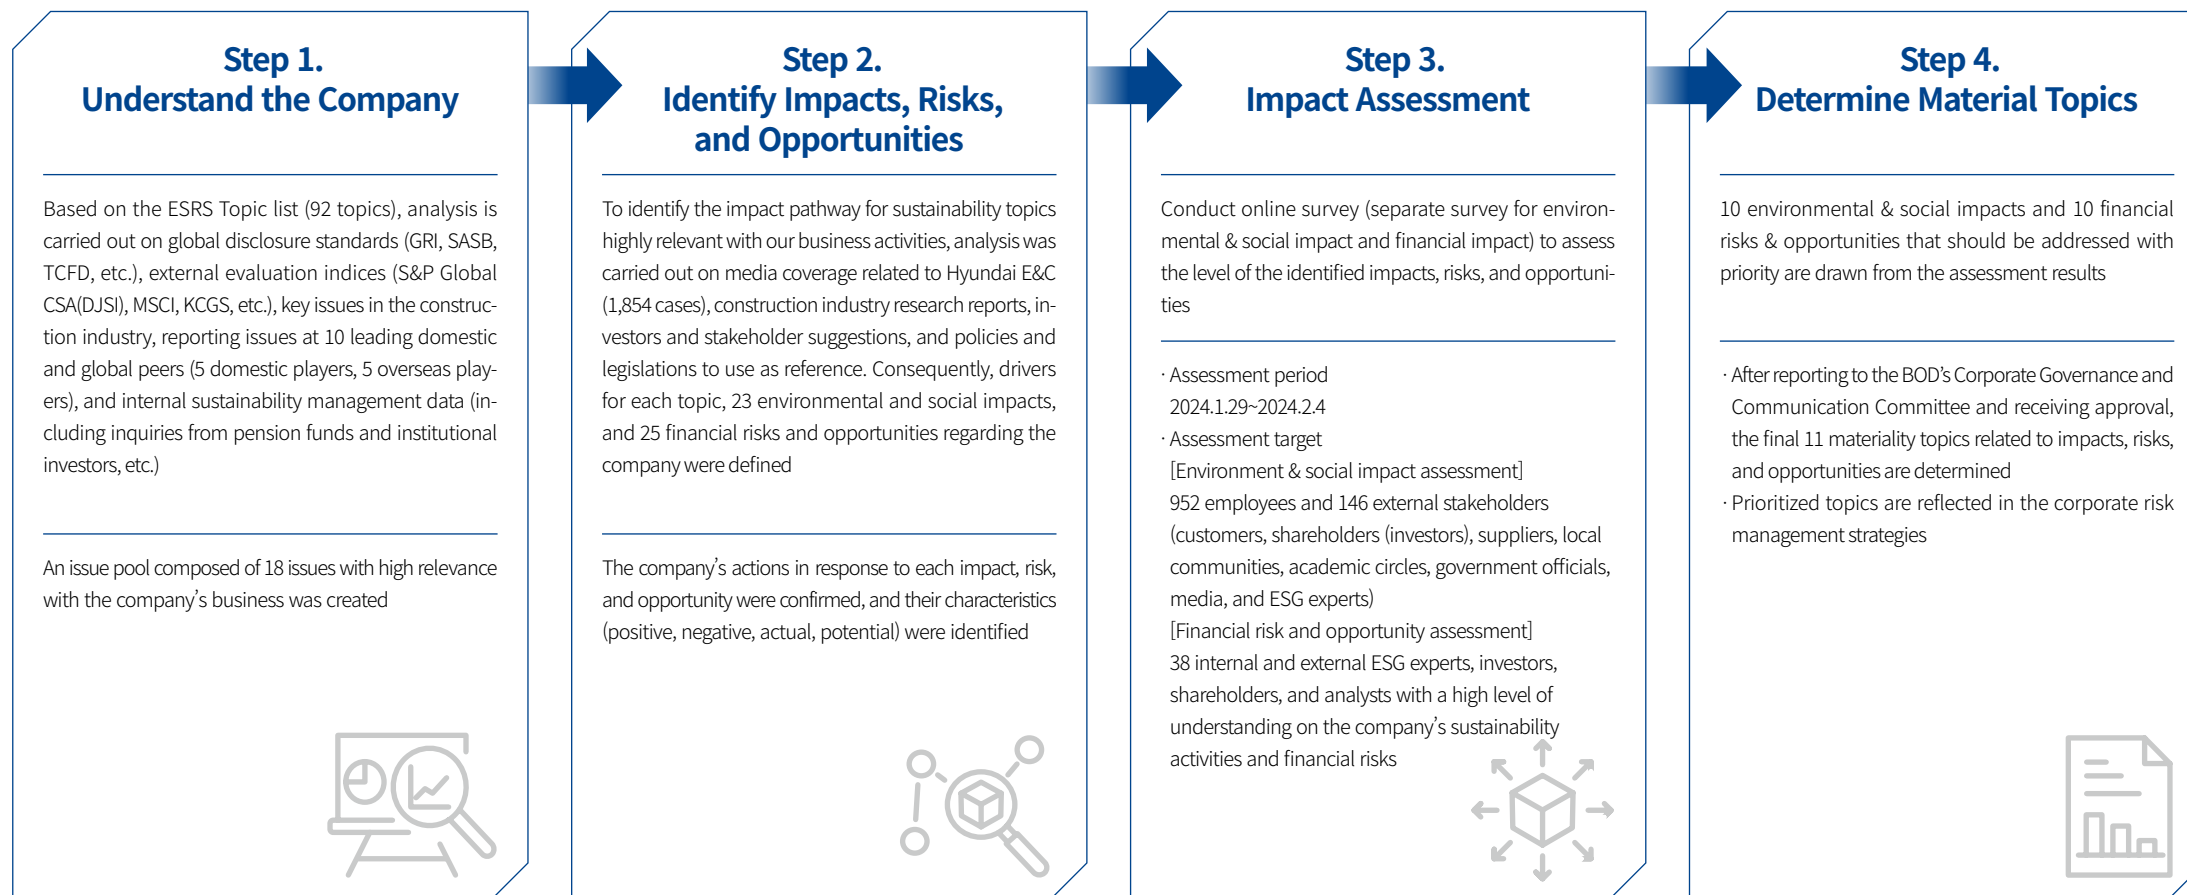 Step 1.
Understand the Company
Based on the ESRS Topic list (92 topics), analysis is
carried out on global disclosure standards (GRI, SASB,
TCFD, etc.), external evaluation indices (S&P Global
CSA(DJSI), MSCI, KCGS, etc.), key issues in the construc-
tion industry, reporting issues at 10 leading domestic
and global peers (5 domestic players, 5 overseas play-
ers), and internal sustainability management data (in-
cluding inquiries from pension funds and institutional
investors, etc.)
An issue pool composed of 18 issues with high relevance
with the company's business was created
Step 2.
Identify Impacts, Risks,
and Opportunities
To identify the impact pathway for sustainability topics
highly relevant with our business activities, analysis was
carried out on media coverage related to Hyundai E&C
(1,854 cases), construction industry research reports, in-
vestors and stakeholder suggestions, and policies and
legislations to use as reference. Consequently, drivers
for each topic, 23 environmental and social impacts,
and 25 financial risks and opportunities regarding the
company were defined
The company's actions in response to each impact, risk,
and opportunity were confirmed, and their characteristics
(positive, negative, actual, potential) were identified
Step 3.
Impact Assessment
Conduct online survey (separate survey for environ-
mental & social impact and financial impact) to assess
the level of the identified impacts, risks, and opportuni-
ties
· Assessment period
2024.1.29~2024.2.4
· Assessment target
[Environment & social impact assessment]
952 employees and 146 external stakeholders
(customers, shareholders (investors), suppliers, local
communities, academic circles, government officials,
media, and ESG experts)
[Financial risk and opportunity assessment]
38 internal and external ESG experts, investors,
shareholders, and analysts with a high level of
understanding on the company's sustainability
activities and financial risks
Step 4.
Determine Material Topics
10 environmental & social impacts and 10 financial
risks & opportunities that should be addressed with
priority are drawn from the assessment results
· After reporting to the BOD's Corporate Governance and
Communication Committee and receiving approval,
the final 11 materiality topics related to impacts, risks,
and opportunities are determined
· Prioritized topics are reflected in the corporate risk
management strategies